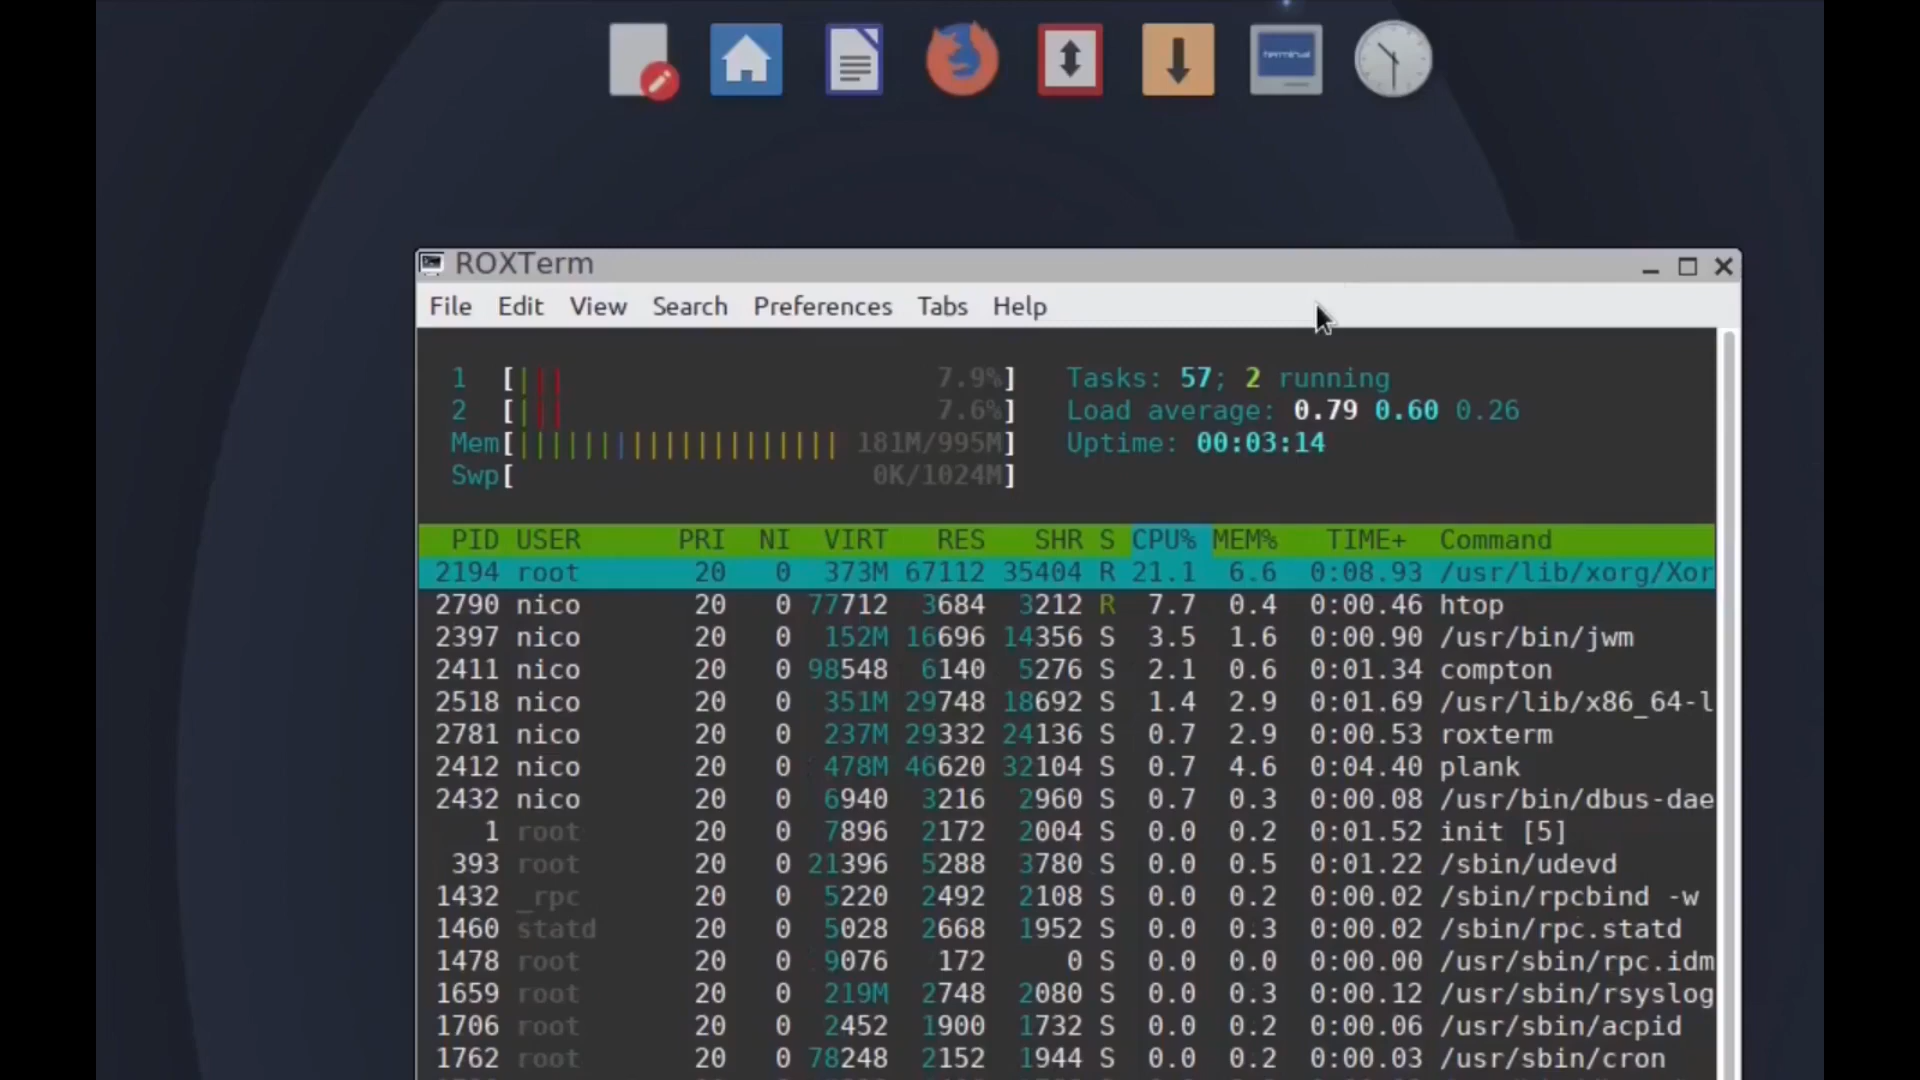 terminal
ROXTerm
File Edit View Search Preferences Tabs Help
1 [||| 7.9%] Tasks: 57; 2 running
2 [||| 7.6%] Load average: 0.79 0.60 0.26
Mem[|||||||||||||||||||| 181M/995M] Uptime: 00:03:14
Swp[ 0K/1024M]
PID USER PRI NI VIRT RES SHR S CPU% MEM% TIME+ Command
2194 root 20 0 373M 67112 35404 R 21.1 6.6 0:08.93 /usr/lib/xorg/Xor
2790 nico 20 0 77712 3684 3212 R 7.7 0.4 0:00.46 htop
2397 nico 20 0 152M 16696 14356 S 3.5 1.6 0:00.90 /usr/bin/jwm
2411 nico 20 0 98548 6140 5276 S 2.1 0.6 0:01.34 compton
2518 nico 20 0 351M 29748 18692 S 1.4 2.9 0:01.69 /usr/lib/x86_64-l
2781 nico 20 0 237M 29332 24136 S 0.7 2.9 0:00.53 roxterm
2412 nico 20 0 478M 46620 32104 S 0.7 4.6 0:04.40 plank
2432 nico 20 0 6940 3216 2960 S 0.7 0.3 0:00.08 /usr/bin/dbus-dae
1 root 20 0 7896 2172 2004 S 0.0 0.2 0:01.52 init [5]
393 root 20 0 21396 5288 3780 S 0.0 0.5 0:01.22 /sbin/udevd
1432 _rpc 20 0 5220 2492 2108 S 0.0 0.2 0:00.02 /sbin/rpcbind -w
1460 statd 20 0 5028 2668 1952 S 0.0 0.3 0:00.02 /sbin/rpc.statd
1478 root 20 0 9076 172 0 S 0.0 0.0 0:00.00 /usr/sbin/rpc.idm
1659 root 20 0 219M 2748 2080 S 0.0 0.3 0:00.12 /usr/sbin/rsyslog
1706 root 20 0 2452 1900 1732 S 0.0 0.2 0:00.06 /usr/sbin/acpid
1762 root 20 0 78248 2152 1944 S 0.0 0.2 0:00.03 /usr/sbin/cron